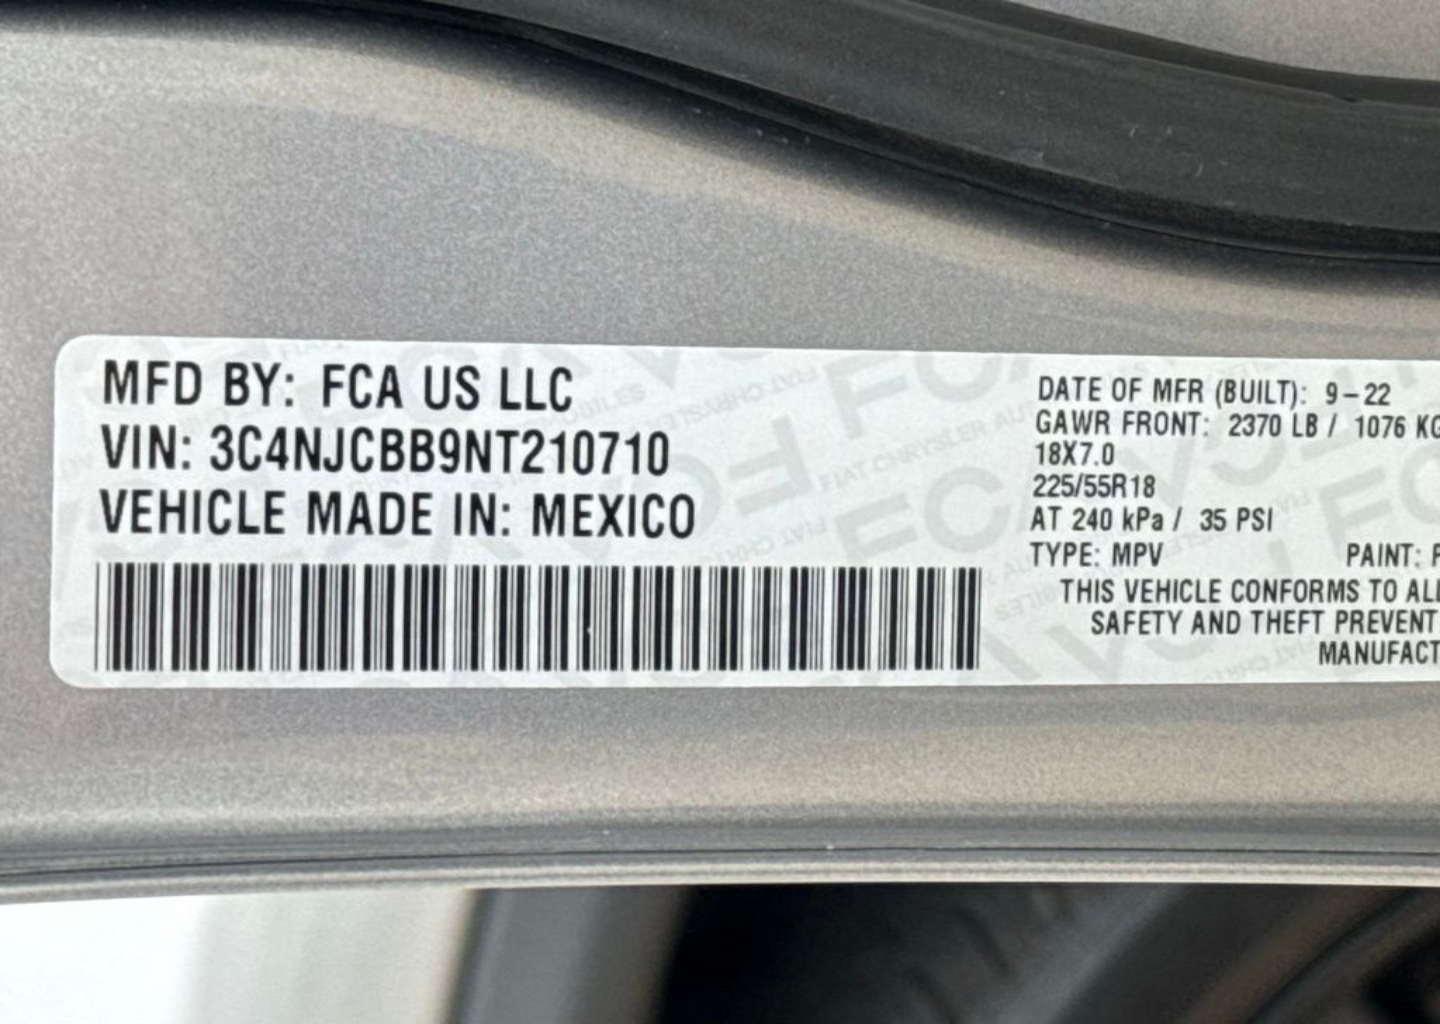 MFD BY: FCA US LLC
VIN: 3C4NJCBB9NT210710
VEHICLE MADE IN: MEXICO
DATE OF MFR (BUILT): 9-22
GAWR FRONT: 2370 LB / 1076 KG
18X7.0
225/55R18
AT 240 kPa / 35 PSI
TYPE: MPV PAINT:
THIS VEHICLE CONFORMS TO ALL
SAFETY AND THEFT PREVENT
MANUFACT